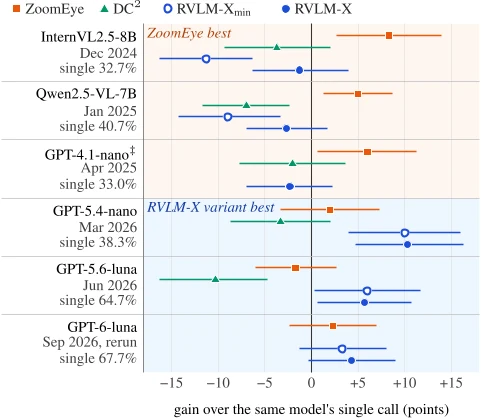 ZoomEye DC² RVLM-Xmin RVLM-X
ZoomEye best
InternVL2.5-8B
Dec 2024
single 32.7%
Qwen2.5-VL-7B
Jan 2025
single 40.7%
GPT-4.1-nano‡
Apr 2025
single 33.0%
RVLM-X variant best
GPT-5.4-nano
Mar 2026
single 38.3%
GPT-5.6-luna
Jun 2026
single 64.7%
GPT-6-luna
Sep 2026, rerun
single 67.7%
−15 −10 −5 0 +5 +10 +15
gain over the same model's single call (points)